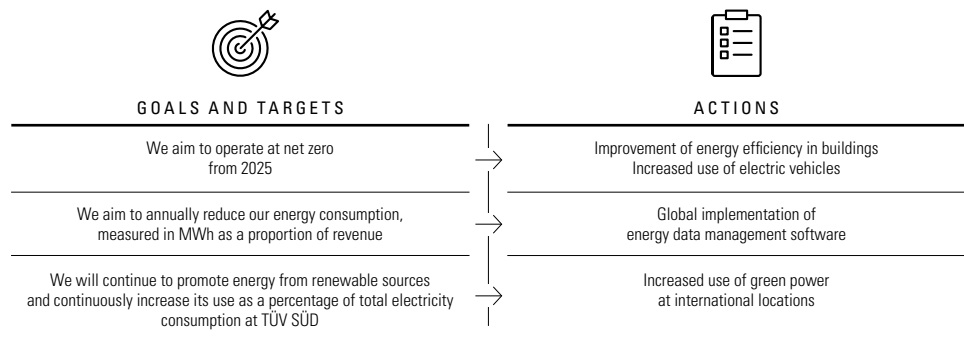 GOALS AND TARGETS
ACTIONS
We aim to operate at net zero
from 2025
Improvement of energy efficiency in buildings
Increased use of electric vehicles
We aim to annually reduce our energy consumption,
measured in MWh as a proportion of revenue
Global implementation of
energy data management software
We will continue to promote energy from renewable sources
and continuously increase its use as a percentage of total electricity
consumption at TÜV SÜD
Increased use of green power
at international locations